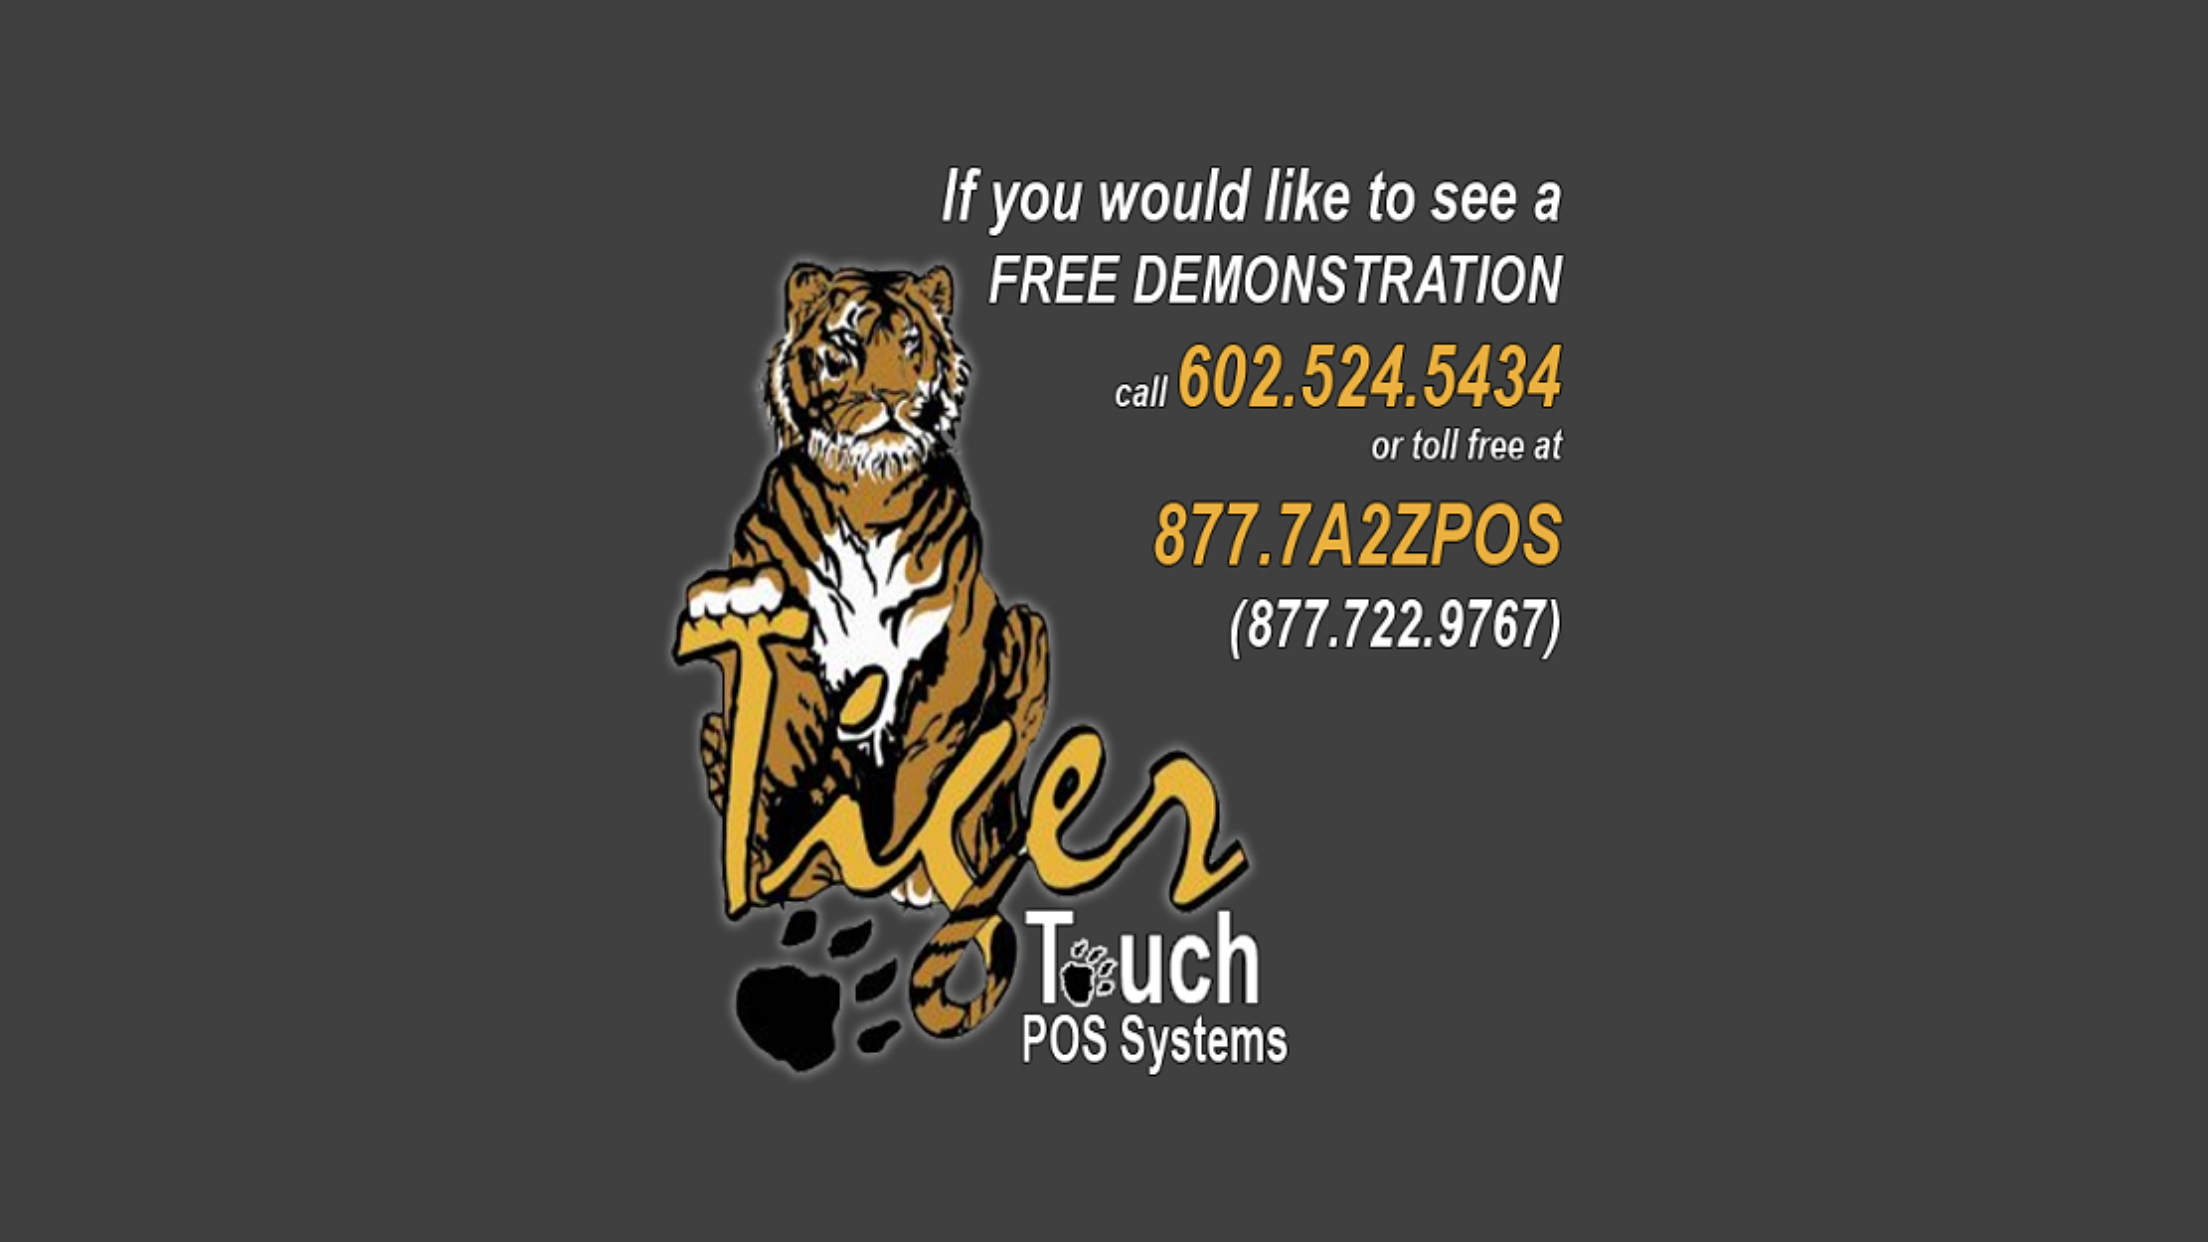 If you would like to see a
FREE DEMONSTRATION
call 602.524.5434
or toll free at
877.7A2ZPOS
(877.722.9767)
Tiger
Touch
POS Systems